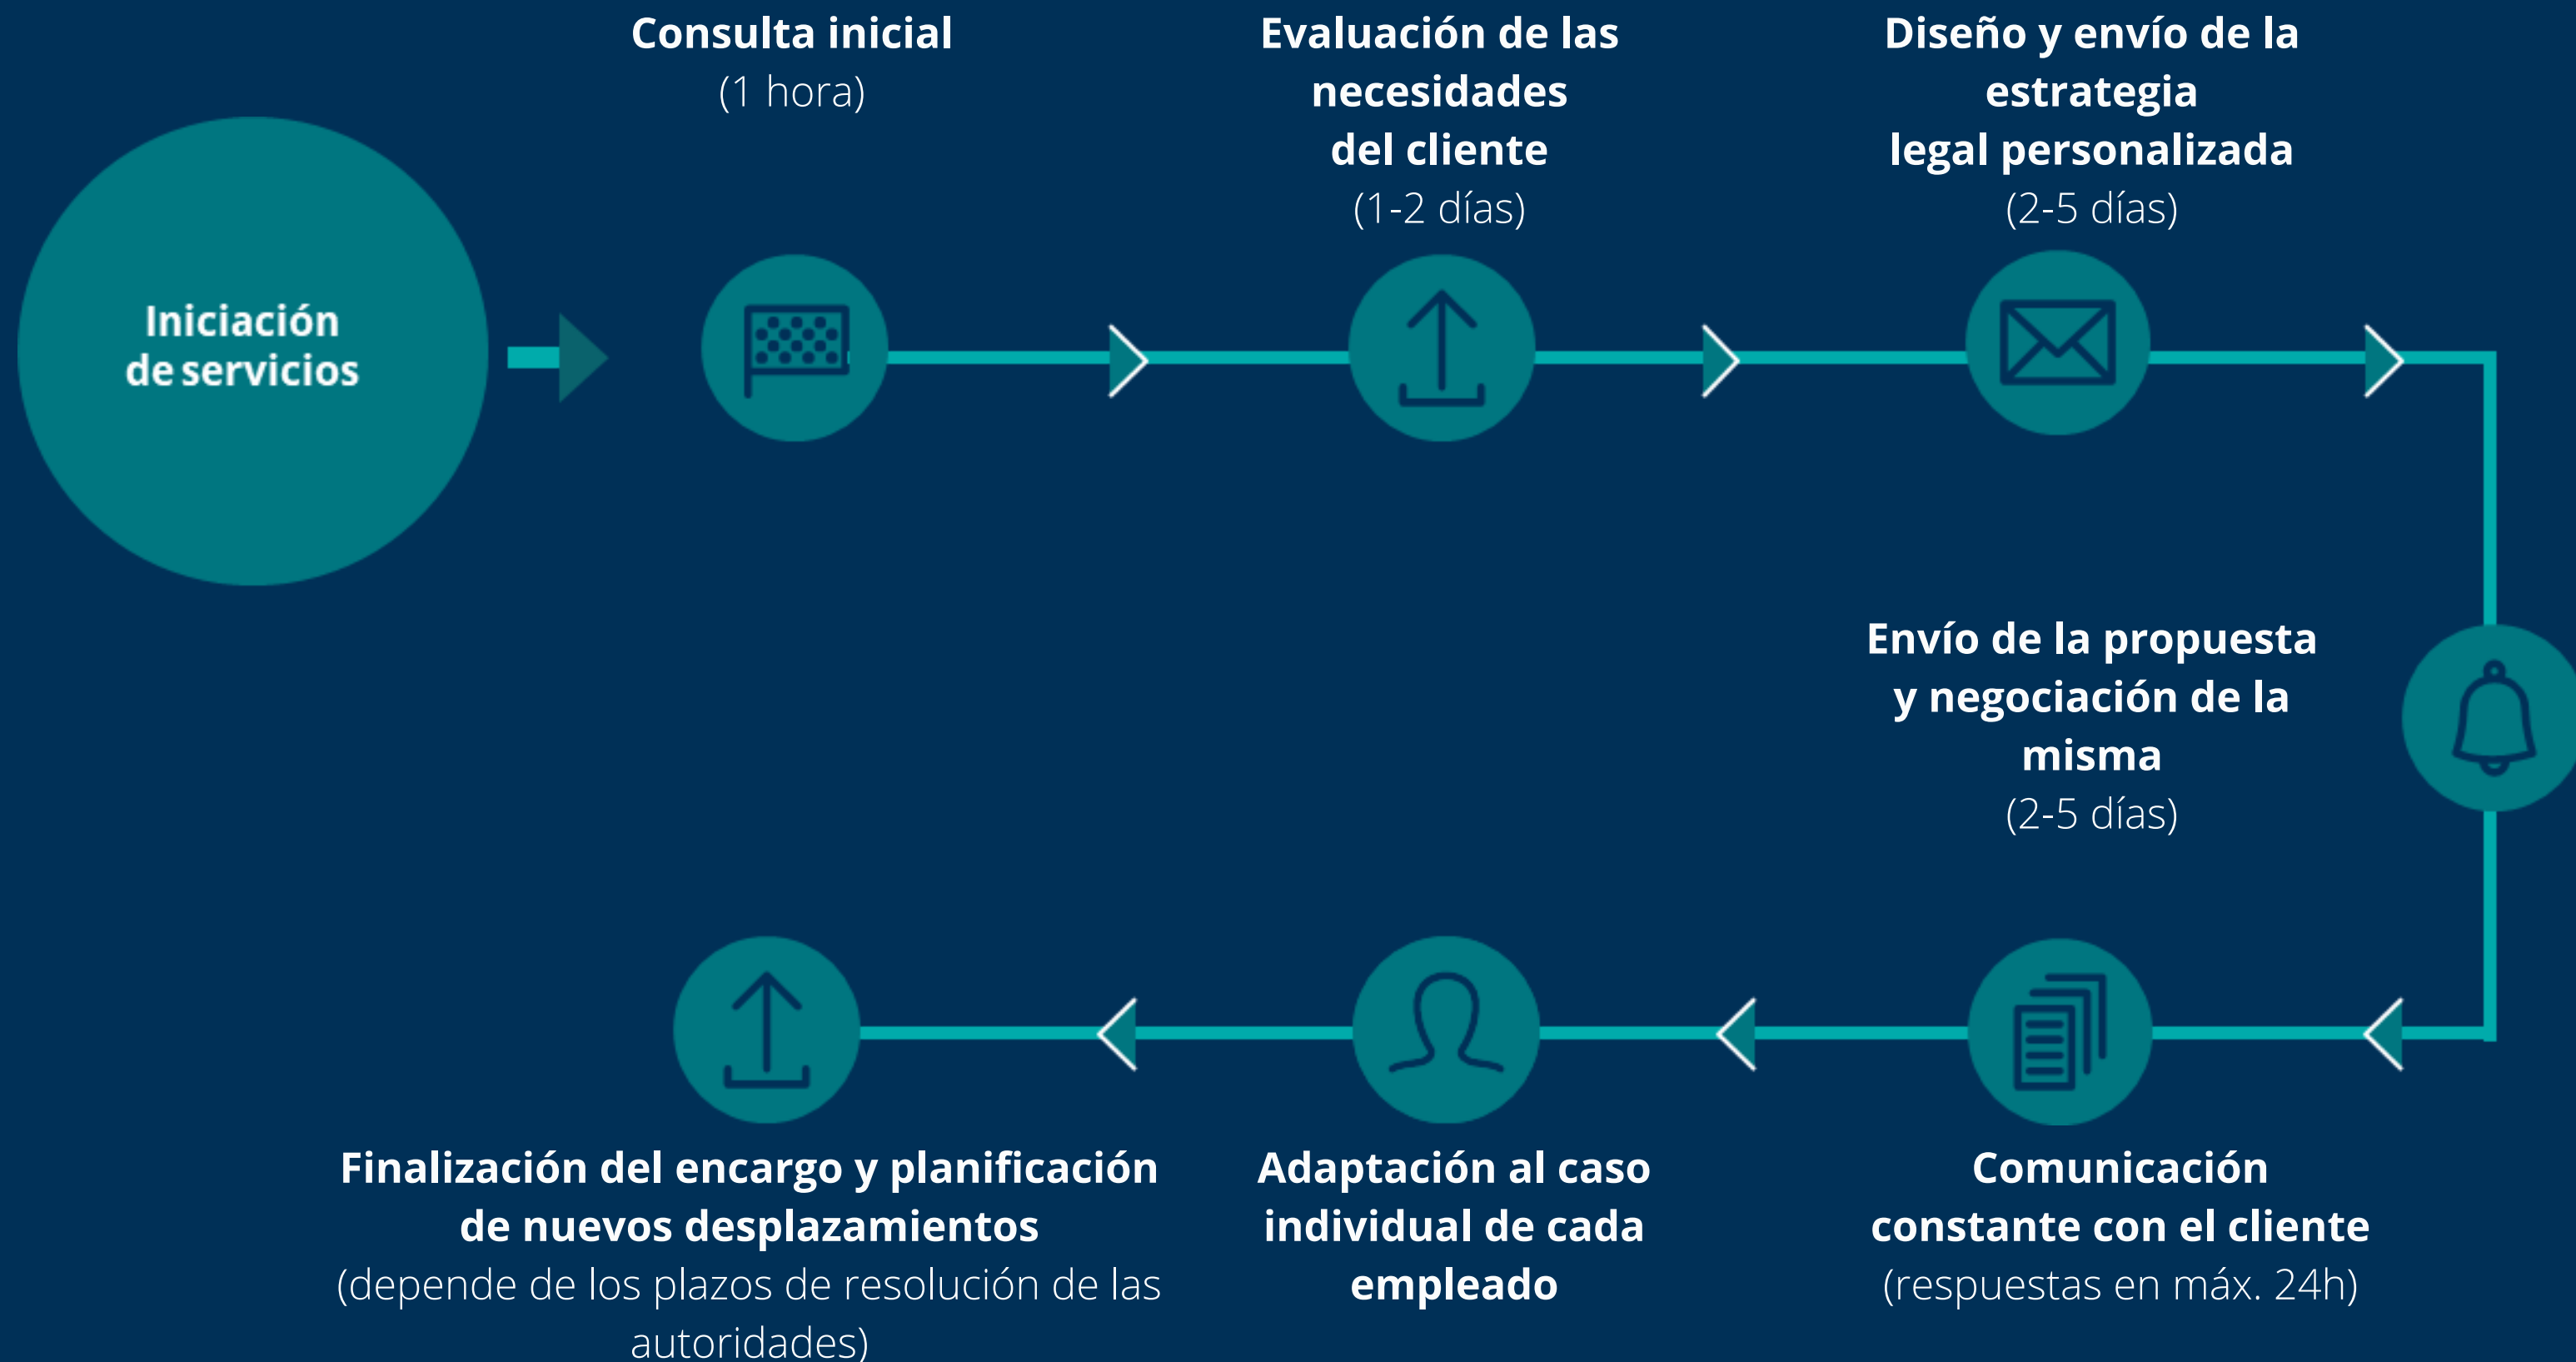 Iniciación
de servicios
Consulta inicial
(1 hora)
Evaluación de las
necesidades
del cliente
(1-2 días)
Diseño y envío de la
estrategia
legal personalizada
(2-5 días)
Envío de la propuesta
y negociación de la
misma
(2-5 días)
Comunicación
constante con el cliente
(respuestas en máx. 24h)
Adaptación al caso
individual de cada
empleado
Finalización del encargo y planificación
de nuevos desplazamientos
(depende de los plazos de resolución de las
autoridades)